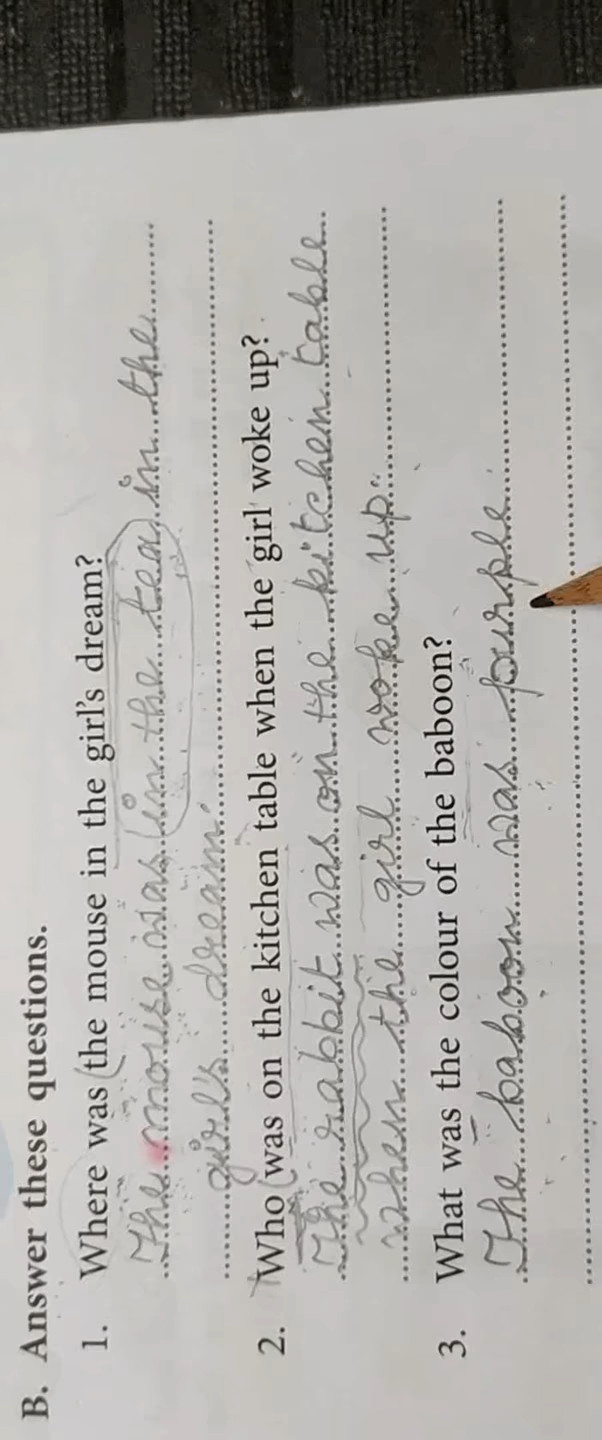 B. Answer these questions.
1. Where was the mouse in the girl's dream?
The mouse was in the tea in the
girl's dream.
2. Who was on the kitchen table when the girl woke up?
The rabbit was on the kitchen table
when the girl woke up.
3. What was the colour of the baboon?
The baboon was purple.